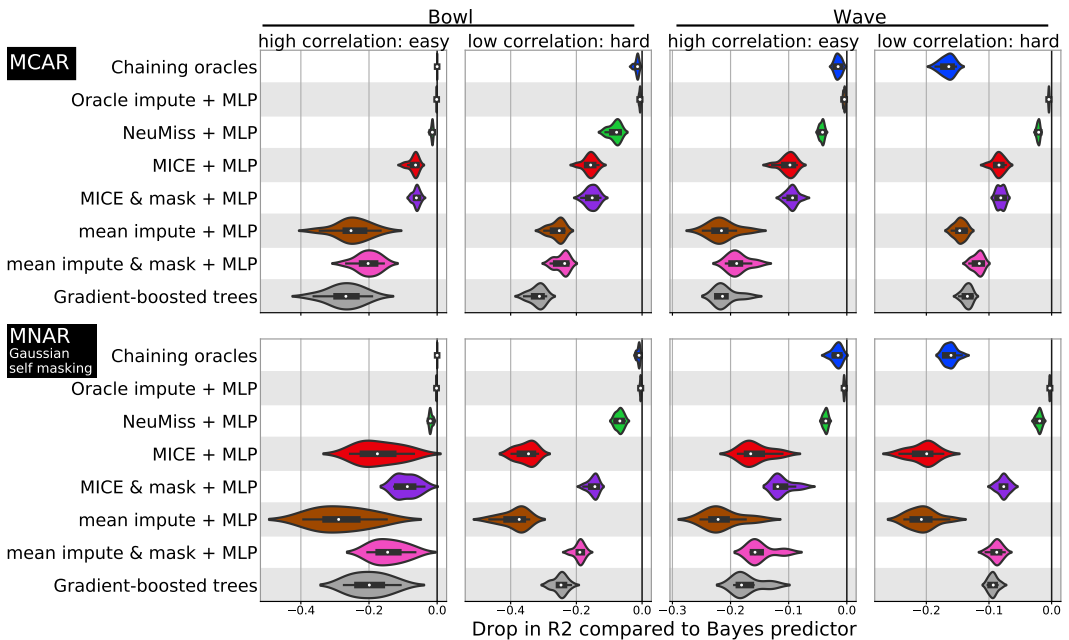 Bowl Wave
high correlation: easy low correlation: hard high correlation: easy low correlation: hard
MCAR
Chaining oracles
Oracle impute + MLP
NeuMiss + MLP
MICE + MLP
MICE & mask + MLP
mean impute + MLP
mean impute & mask + MLP
Gradient-boosted trees
MNAR
Gaussian
self masking
Chaining oracles
Oracle impute + MLP
NeuMiss + MLP
MICE + MLP
MICE & mask + MLP
mean impute + MLP
mean impute & mask + MLP
Gradient-boosted trees
−0.4 −0.2 0.0 −0.4 −0.2 0.0 −0.3 −0.2 −0.1 0.0 −0.2 −0.1 0.0
Drop in R2 compared to Bayes predictor